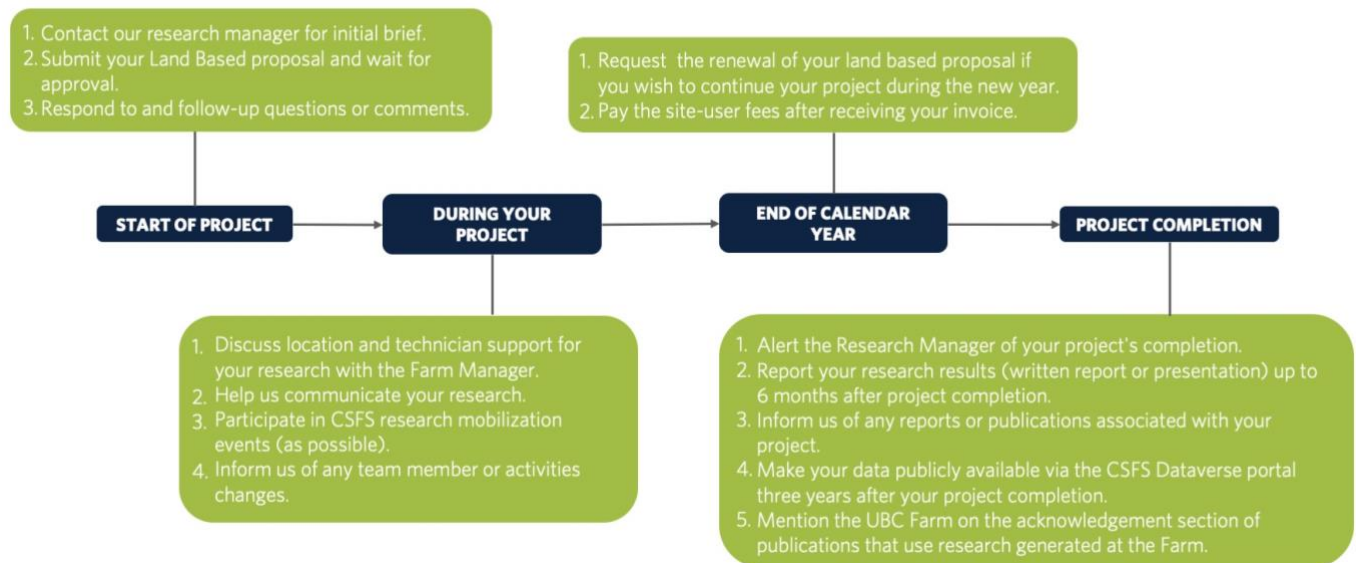 1. Contact our research manager for initial brief.
2. Submit your Land Based proposal and wait for
approval.
3. Respond to and follow-up questions or comments.
1. Request the renewal of your land based proposal if
you wish to continue your project during the new year.
2. Pay the site-user fees after receiving your invoice.
START OF PROJECT
DURING YOUR
PROJECT
END OF CALENDAR
YEAR
PROJECT COMPLETION
1. Discuss location and technician support for
your research with the Farm Manager.
2. Help us communicate your research.
3. Participate in CSFS research mobilization
events (as possible).
4. Inform us of any team member or activities
changes.
1. Alert the Research Manager of your project's completion.
2. Report your research results (written report or presentation) up to
6 months after project completion.
3. Inform us of any reports or publications associated with your
project.
4. Make your data publicly available via the CSFS Dataverse portal
three years after your project completion.
5. Mention the UBC Farm on the acknowledgement section of
publications that use research generated at the Farm.